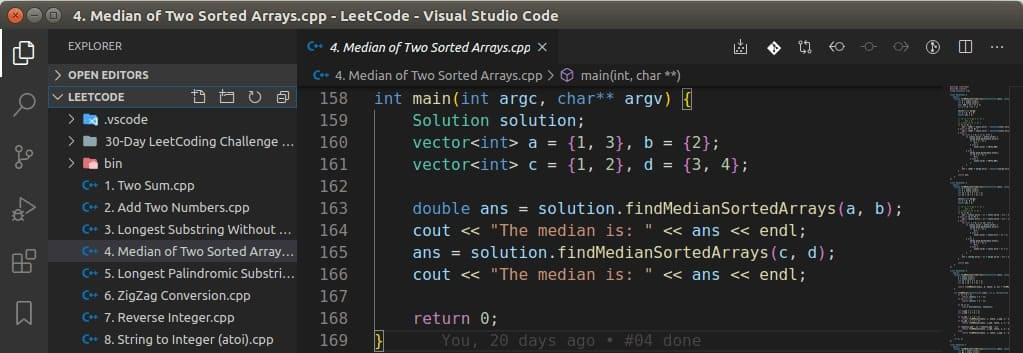 4. Median of Two Sorted Arrays.cpp - LeetCode - Visual Studio Code
EXPLORER
OPEN EDITORS
LEETCODE
.vscode
30-Day LeetCoding Challenge ...
bin
C++ 1. Two Sum.cpp
C++ 2. Add Two Numbers.cpp
C++ 3. Longest Substring Without ...
C++ 4. Median of Two Sorted Array...
C++ 5. Longest Palindromic Substri...
C++ 6. ZigZag Conversion.cpp
C++ 7. Reverse Integer.cpp
C++ 8. String to Integer (atoi).cpp
C++ 4. Median of Two Sorted Arrays.cpp
C++ 4. Median of Two Sorted Arrays.cpp > main(int, char **)
158 int main(int argc, char** argv) {
159     Solution solution;
160     vector<int> a = {1, 3}, b = {2};
161     vector<int> c = {1, 2}, d = {3, 4};
162
163     double ans = solution.findMedianSortedArrays(a, b);
164     cout << "The median is: " << ans << endl;
165     ans = solution.findMedianSortedArrays(c, d);
166     cout << "The median is: " << ans << endl;
167
168     return 0;
169 }     You, 20 days ago • #04 done